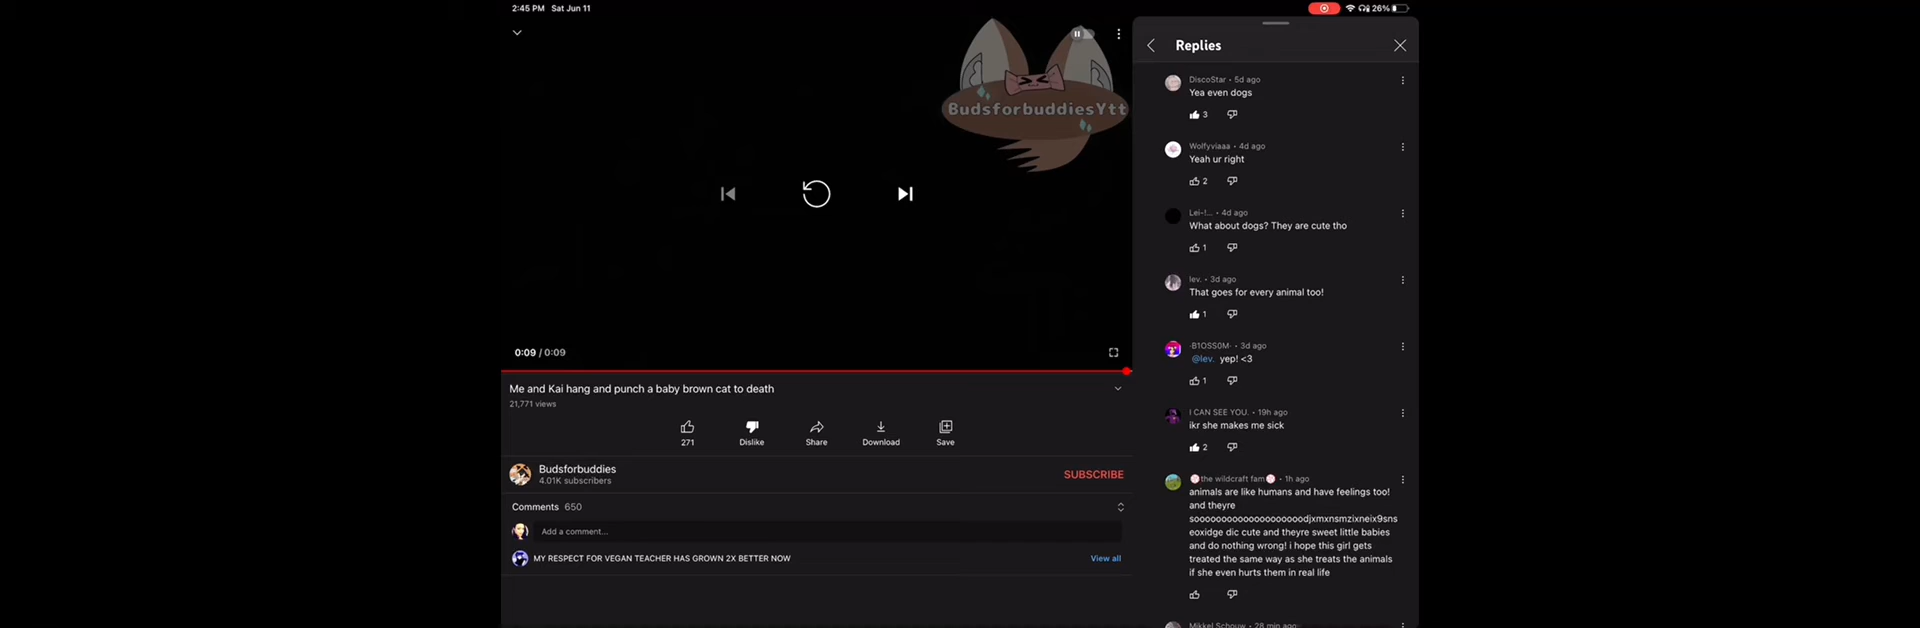 2:45 PM Sat Jun 11
26%
BudsforbuddiesYtt
0:09 / 0:09
Me and Kai hang and punch a baby brown cat to death
21,771 views
271
Dislike
Share
Download
Save
Budsforbuddies
4.01K subscribers
SUBSCRIBE
Comments 650
Add a comment...
MY RESPECT FOR VEGAN TEACHER HAS GROWN 2X BETTER NOW
View all
Replies
DiscoStar • 5d ago
Yea even dogs
3
Wolfyviaaa • 4d ago
Yeah ur right
2
Lei-!... • 4d ago
What about dogs? They are cute tho
1
lev. • 3d ago
That goes for every animal too!
1
·B1OSS0M· • 3d ago
@lev. yep! <3
1
I CAN SEE YOU. • 19h ago
ikr she makes me sick
2
the wildcraft fam • 1h ago
animals are like humans and have feelings too!
and theyre
eoxidge dic cute and theyre sweet little babies
and do nothing wrong! i hope this girl gets
treated the same way as she treats the animals
if she even hurts them in real life
Mikkel Schouw • 28 min ago